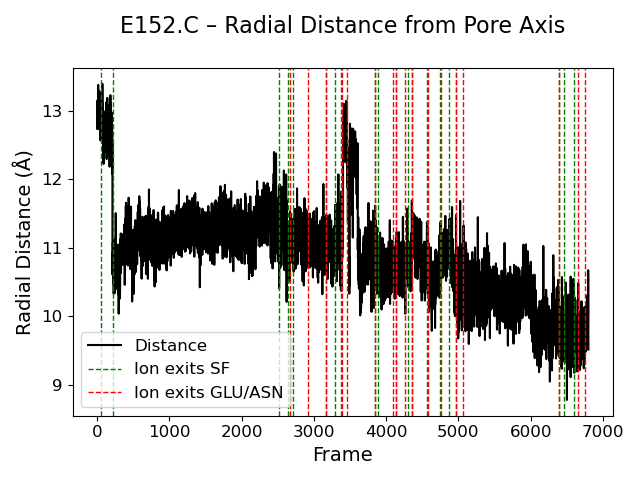 E152.C – Radial Distance from Pore Axis
Radial Distance (Å)
13
12
11
10
9
Distance
Ion exits SF
Ion exits GLU/ASN
0
1000
2000
3000
4000
5000
6000
7000
Frame